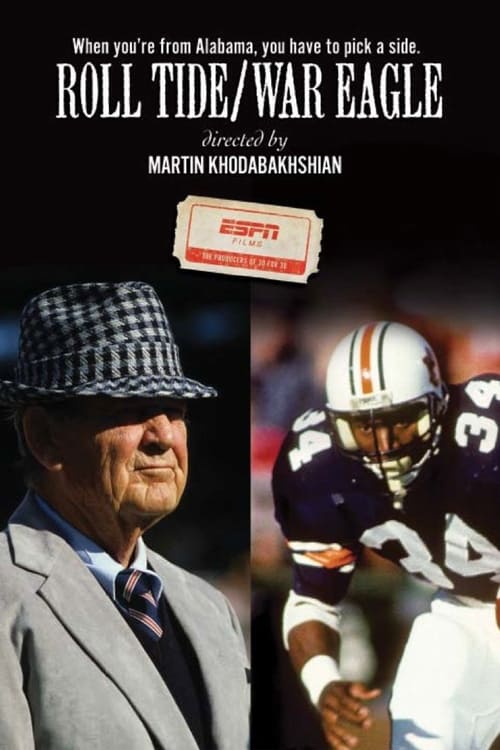 When you're from Alabama, you have to pick a side.
ROLL TIDE/WAR EAGLE
directed by
MARTIN KHODABAKHSHIAN
ESPN
FILMS
THE PRODUCERS OF 30 FOR 30
34
34
34